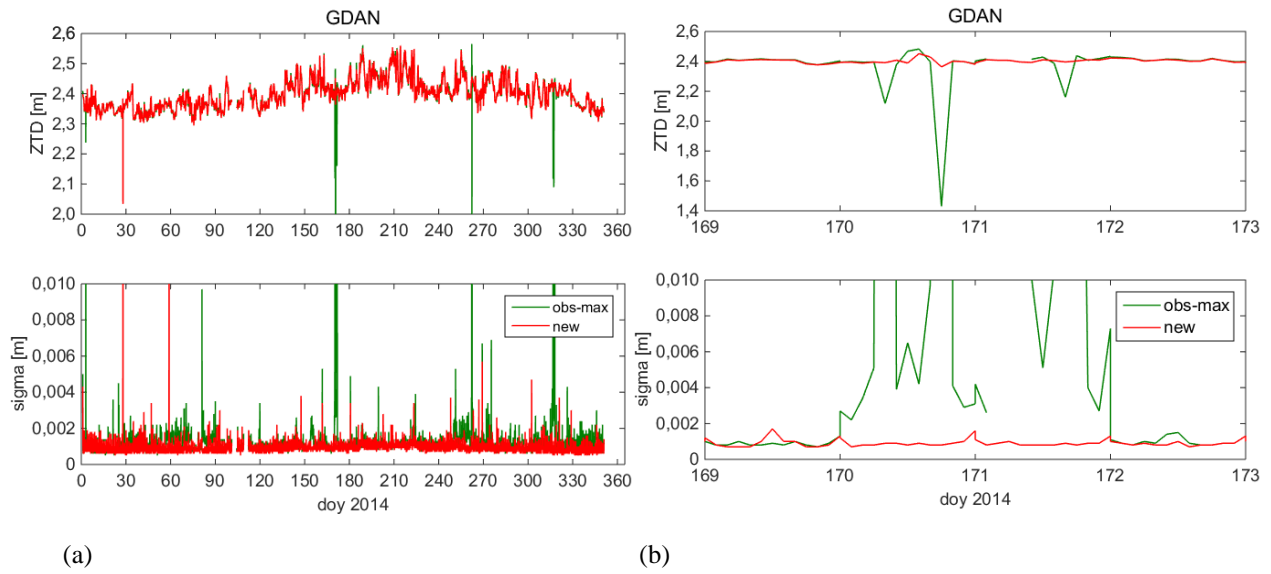 GDAN
2,6
2,5
2,4
2,3
2,2
2,1
2,0
ZTD [m]
0 30 60 90 120 150 180 210 240 270 300 330 360
0,010
0,008
0,006
0,004
0,002
0
sigma [m]
obs-max
new
0 30 60 90 120 150 180 210 240 270 300 330 360
doy 2014
(a)
GDAN
2,6
2,4
2,2
2,0
1,8
1,6
1,4
ZTD [m]
169 170 171 172 173
0,010
0,008
0,006
0,004
0,002
0
sigma [m]
obs-max
new
169 170 171 172 173
doy 2014
(b)